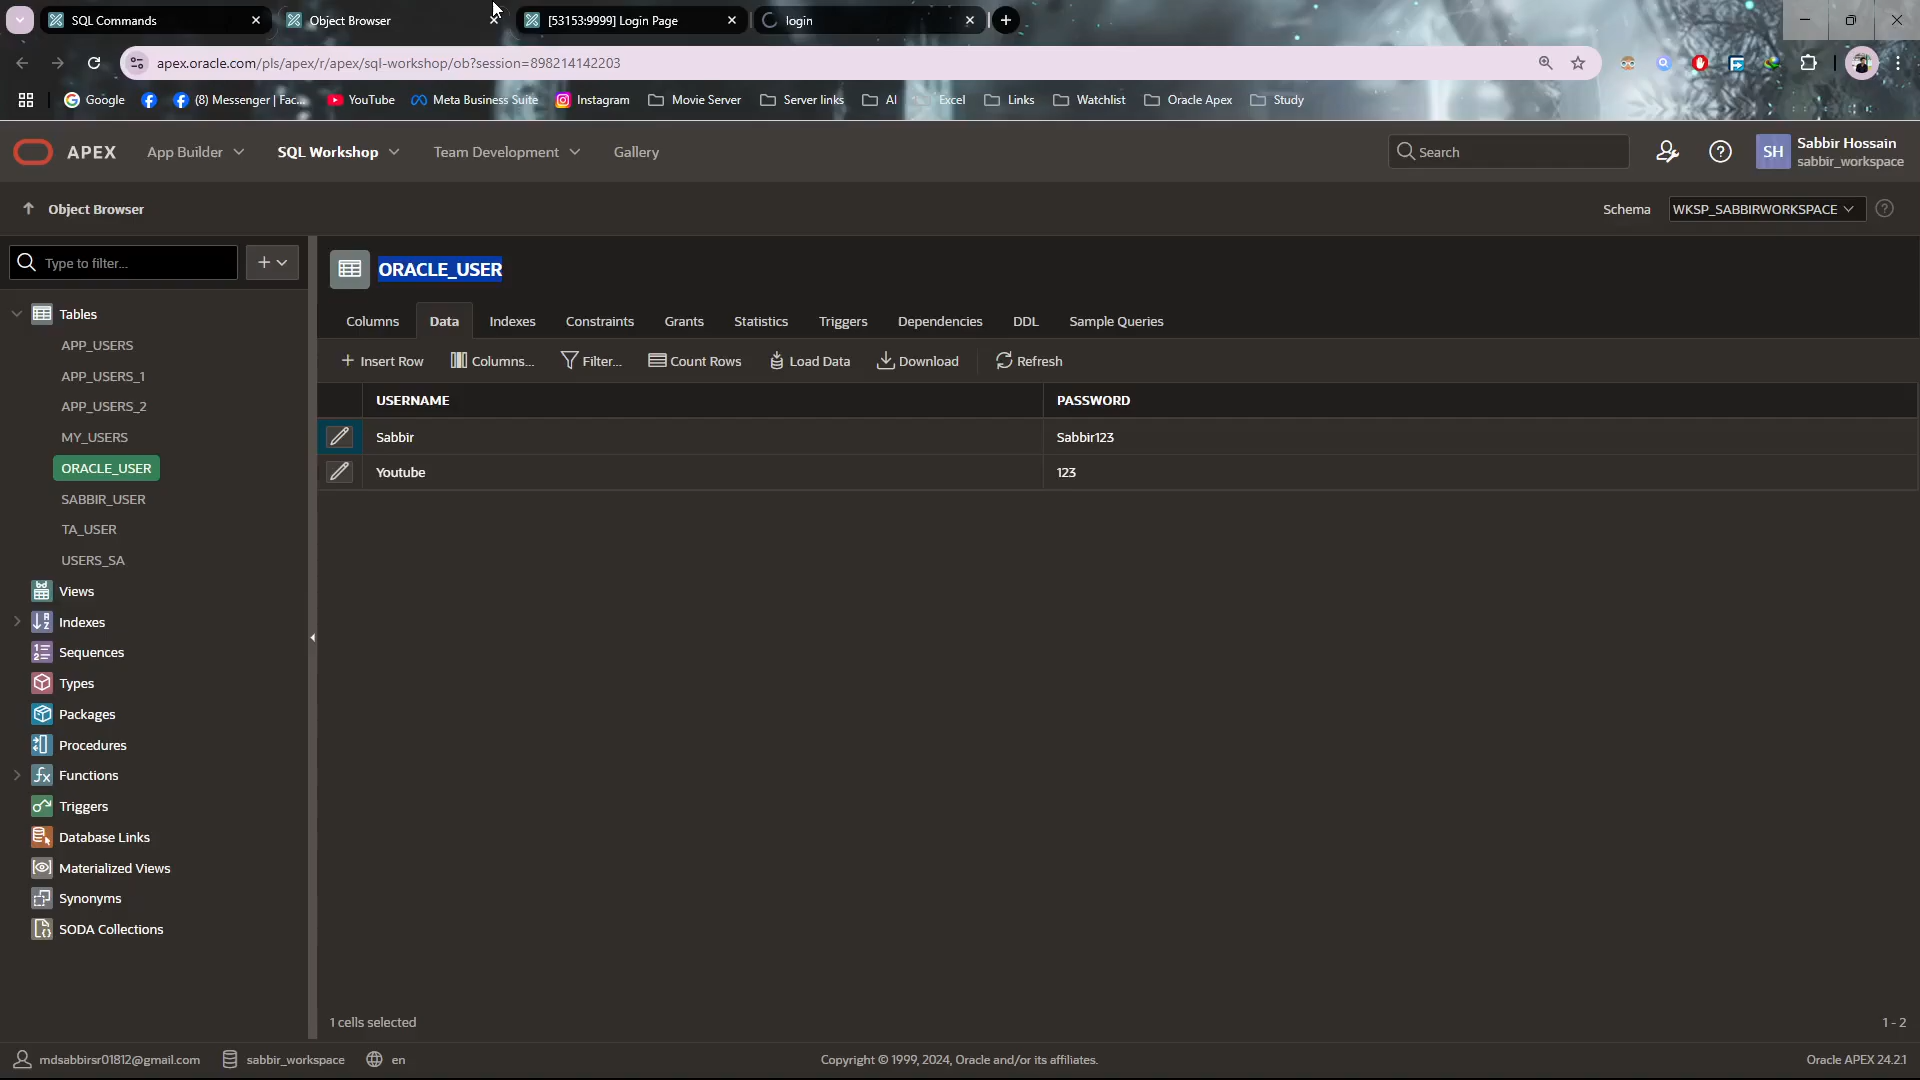 SQL Commands
Object Browser
[53153:9999] Login Page
login
apex.oracle.com/pls/apex/r/apex/sql-workshop/ob?session=898214142203
Google
(8) Messenger | Fac...
YouTube
Meta Business Suite
Instagram
Movie Server
Server links
AI
Excel
Links
Watchlist
Oracle Apex
Study
APEX
App Builder
SQL Workshop
Team Development
Gallery
Search
SH
Sabbir Hossain
sabbir_workspace
Object Browser
Schema
WKSP_SABBIRWORKSPACE
Type to filter...
Tables
APP_USERS
APP_USERS_1
APP_USERS_2
MY_USERS
ORACLE_USER
SABBIR_USER
TA_USER
USERS_SA
Views
Indexes
Sequences
Types
Packages
Procedures
Functions
Triggers
Database Links
Materialized Views
Synonyms
SODA Collections
ORACLE_USER
Columns
Data
Indexes
Constraints
Grants
Statistics
Triggers
Dependencies
DDL
Sample Queries
Insert Row
Columns...
Filter...
Count Rows
Load Data
Download
Refresh
USERNAME
PASSWORD
Sabbir
Sabbir123
Youtube
123
1 cells selected
1 - 2
mdsabbirsr01812@gmail.com
sabbir_workspace
en
Copyright © 1999, 2024, Oracle and/or its affiliates.
Oracle APEX 24.2.1